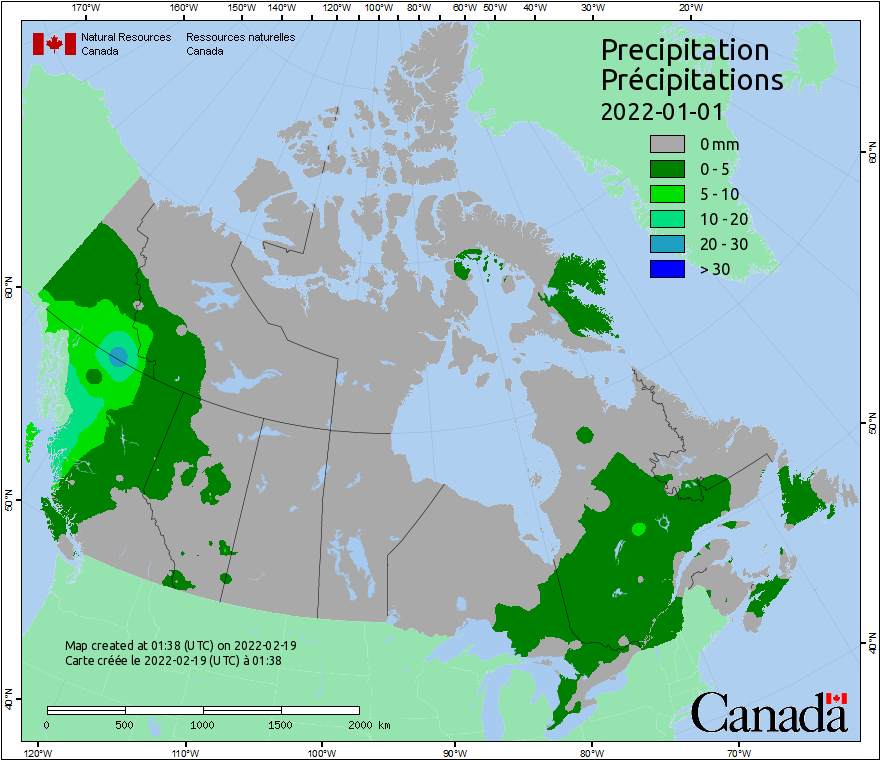 170°W 160°W 150°W 140°W 120°W 100°W 80°W 60°W 50°W 40°W 30°W 20°W
Natural Resources Canada
Ressources naturelles Canada
Precipitation
Précipitations
2022-01-01
0 mm
0 - 5
5 - 10
10 - 20
20 - 30
> 30
60°N
50°N
40°N
60°N
50°N
40°N
Map created at 01:38 (UTC) on 2022-02-19
Carte créée le 2022-02-19 (UTC) à 01:38
0 500 1000 1500 2000 km
Canada
120°W 110°W 100°W 90°W 80°W 70°W